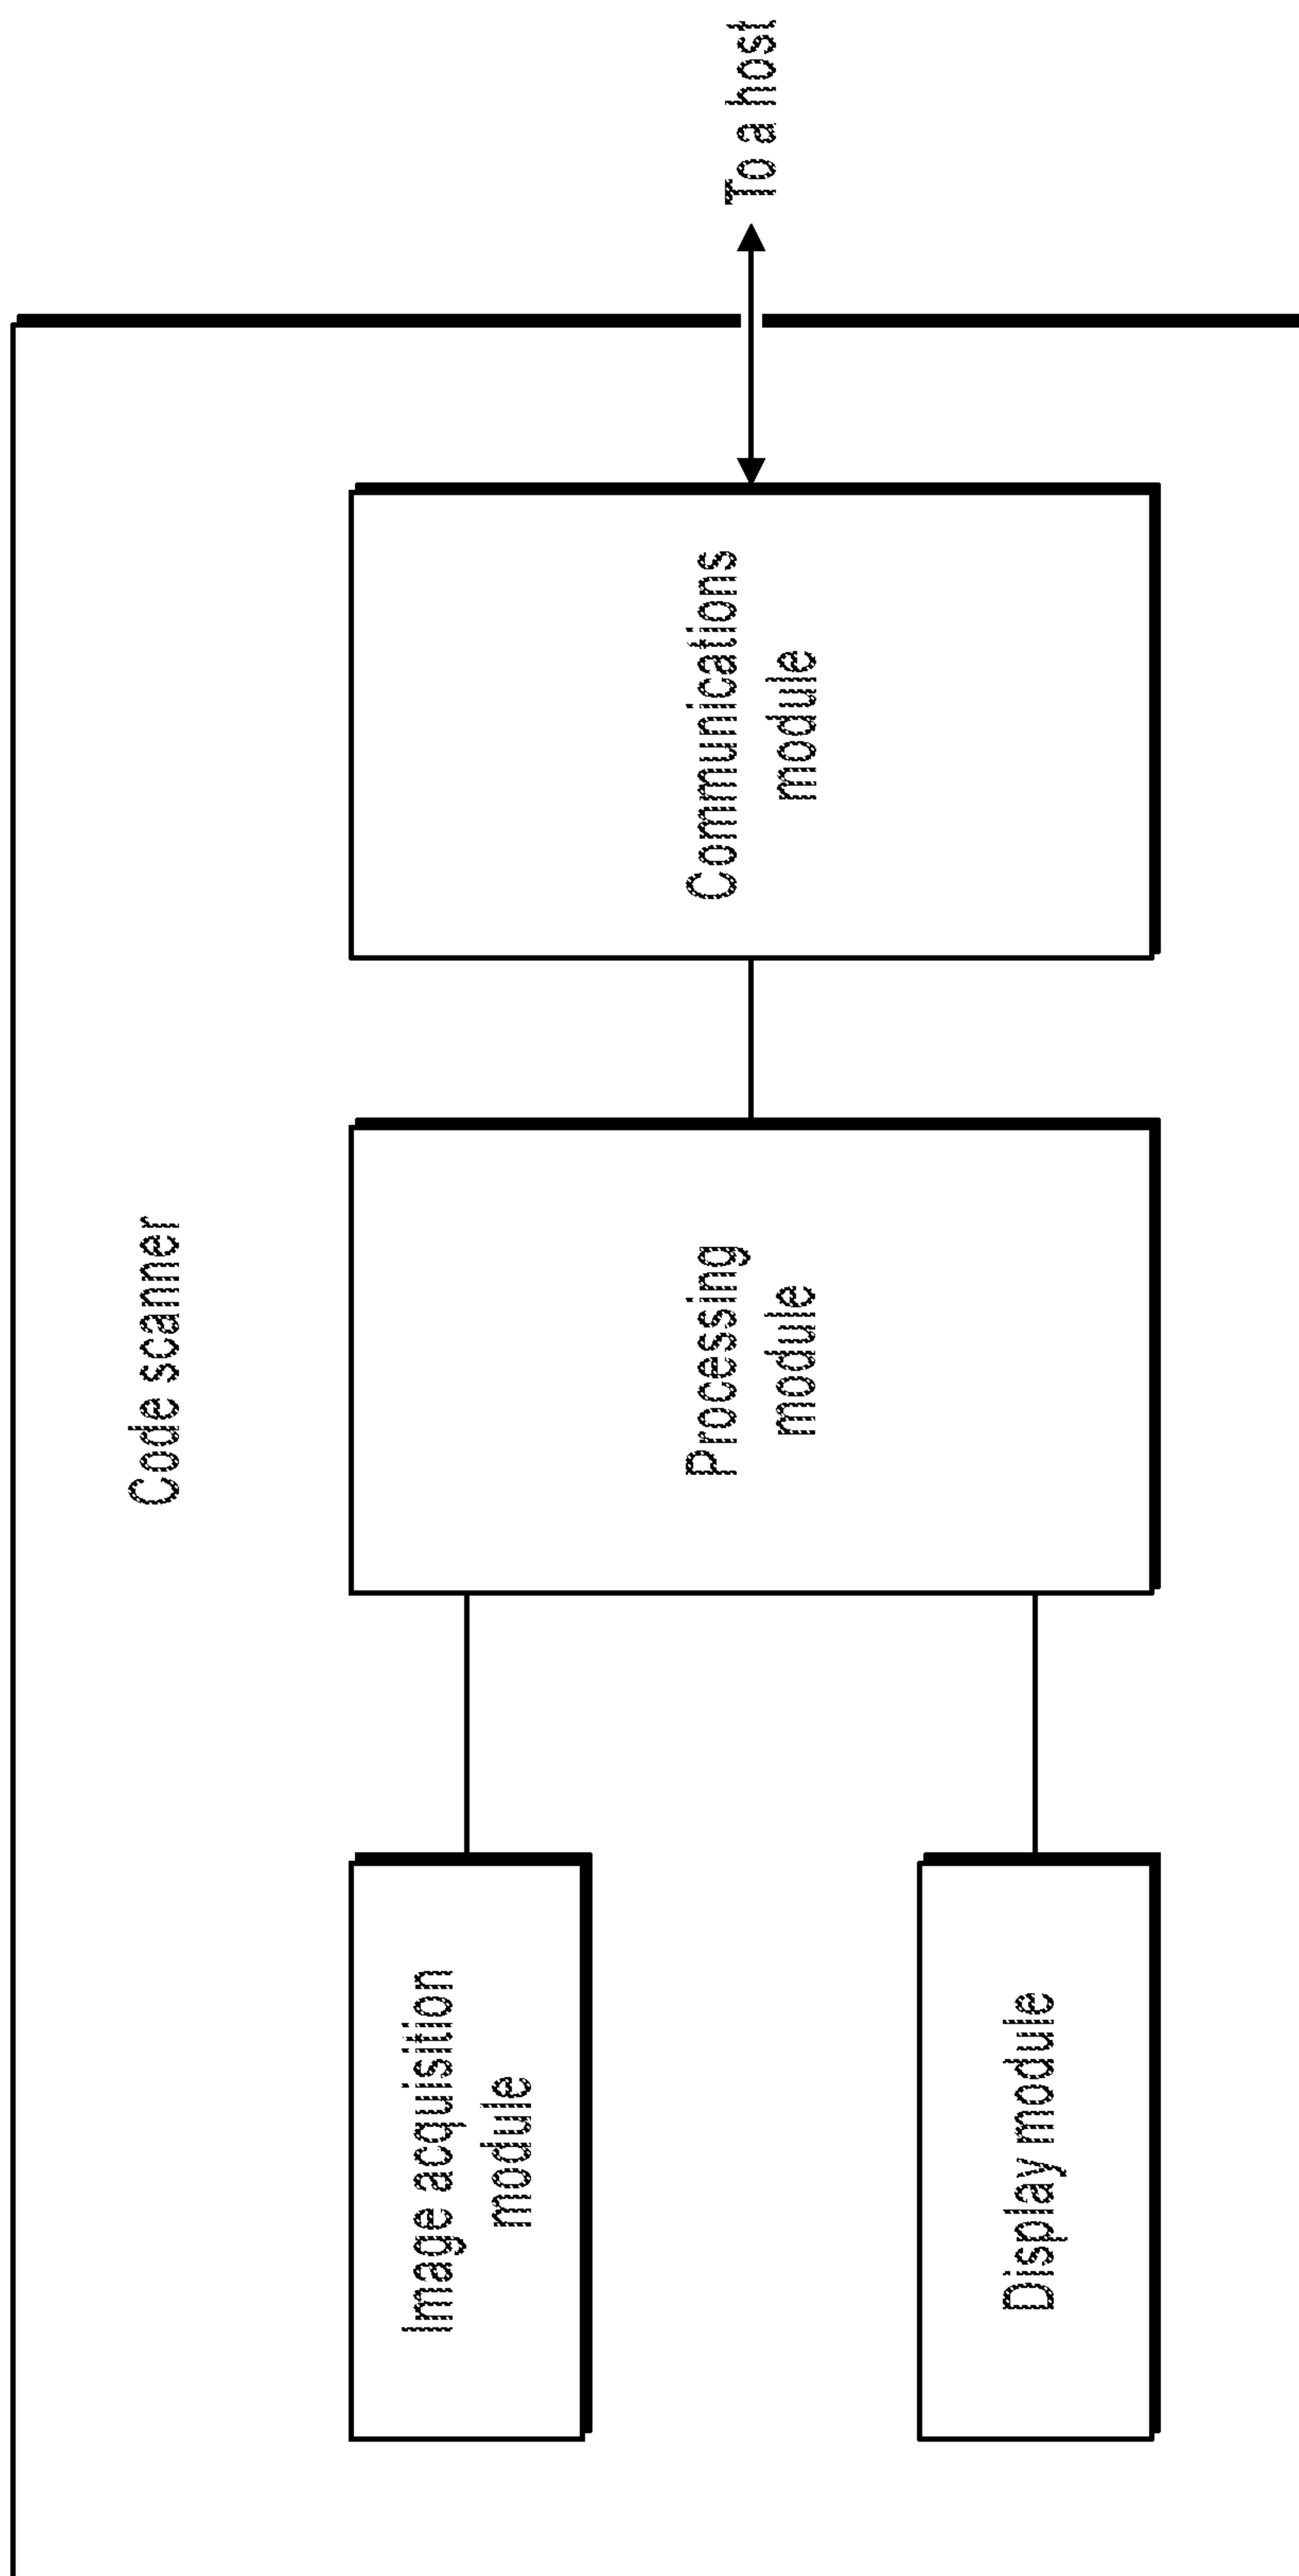 Code scanner
Image acquisition
module
Processing
module
Communications
module
To a host
Display module